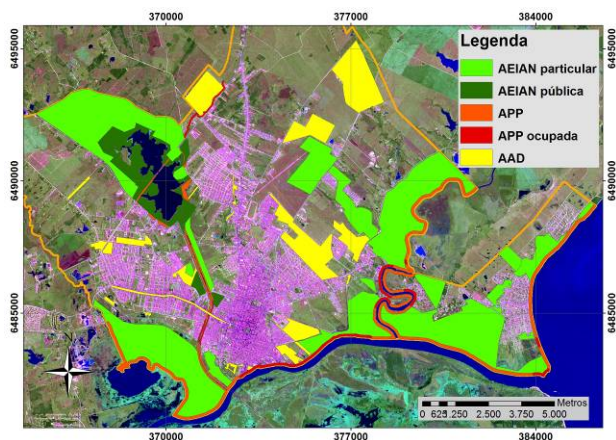 370000 377000 384000
6495000
6490000
6485000
Legenda
AEIAN particular
AEIAN pública
APP
APP ocupada
AAD
6495000
6490000
6485000
Metros
0 625 1.250 2.500 3.750 5.000
370000 377000 384000